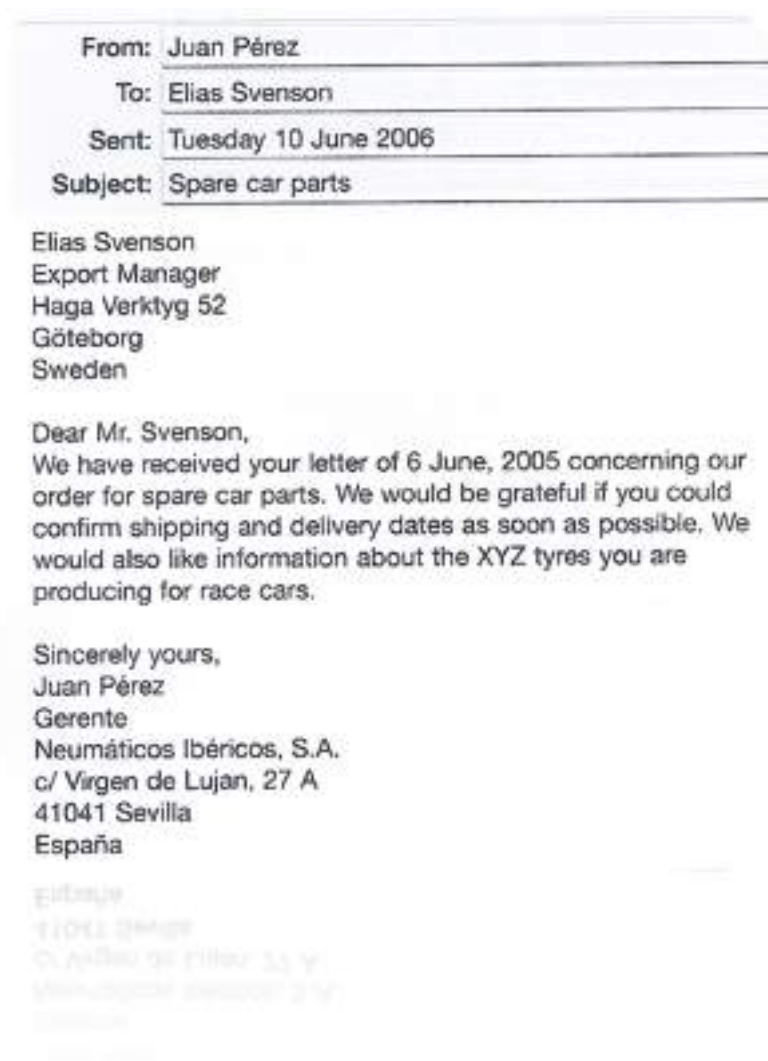 From: Juan Pérez
To: Elias Svenson
Sent: Tuesday 10 June 2006
Subject: Spare car parts
Elias Svenson
Export Manager
Haga Verktyg 52
Göteborg
Sweden
Dear Mr. Svenson,
We have received your letter of 6 June, 2005 concerning our
order for spare car parts. We would be grateful if you could
confirm shipping and delivery dates as soon as possible. We
would also like information about the XYZ tyres you are
producing for race cars.
Sincerely yours,
Juan Pérez
Gerente
Neumáticos Ibéricos, S.A.
c/ Virgen de Lujan, 27 A
41041 Sevilla
España